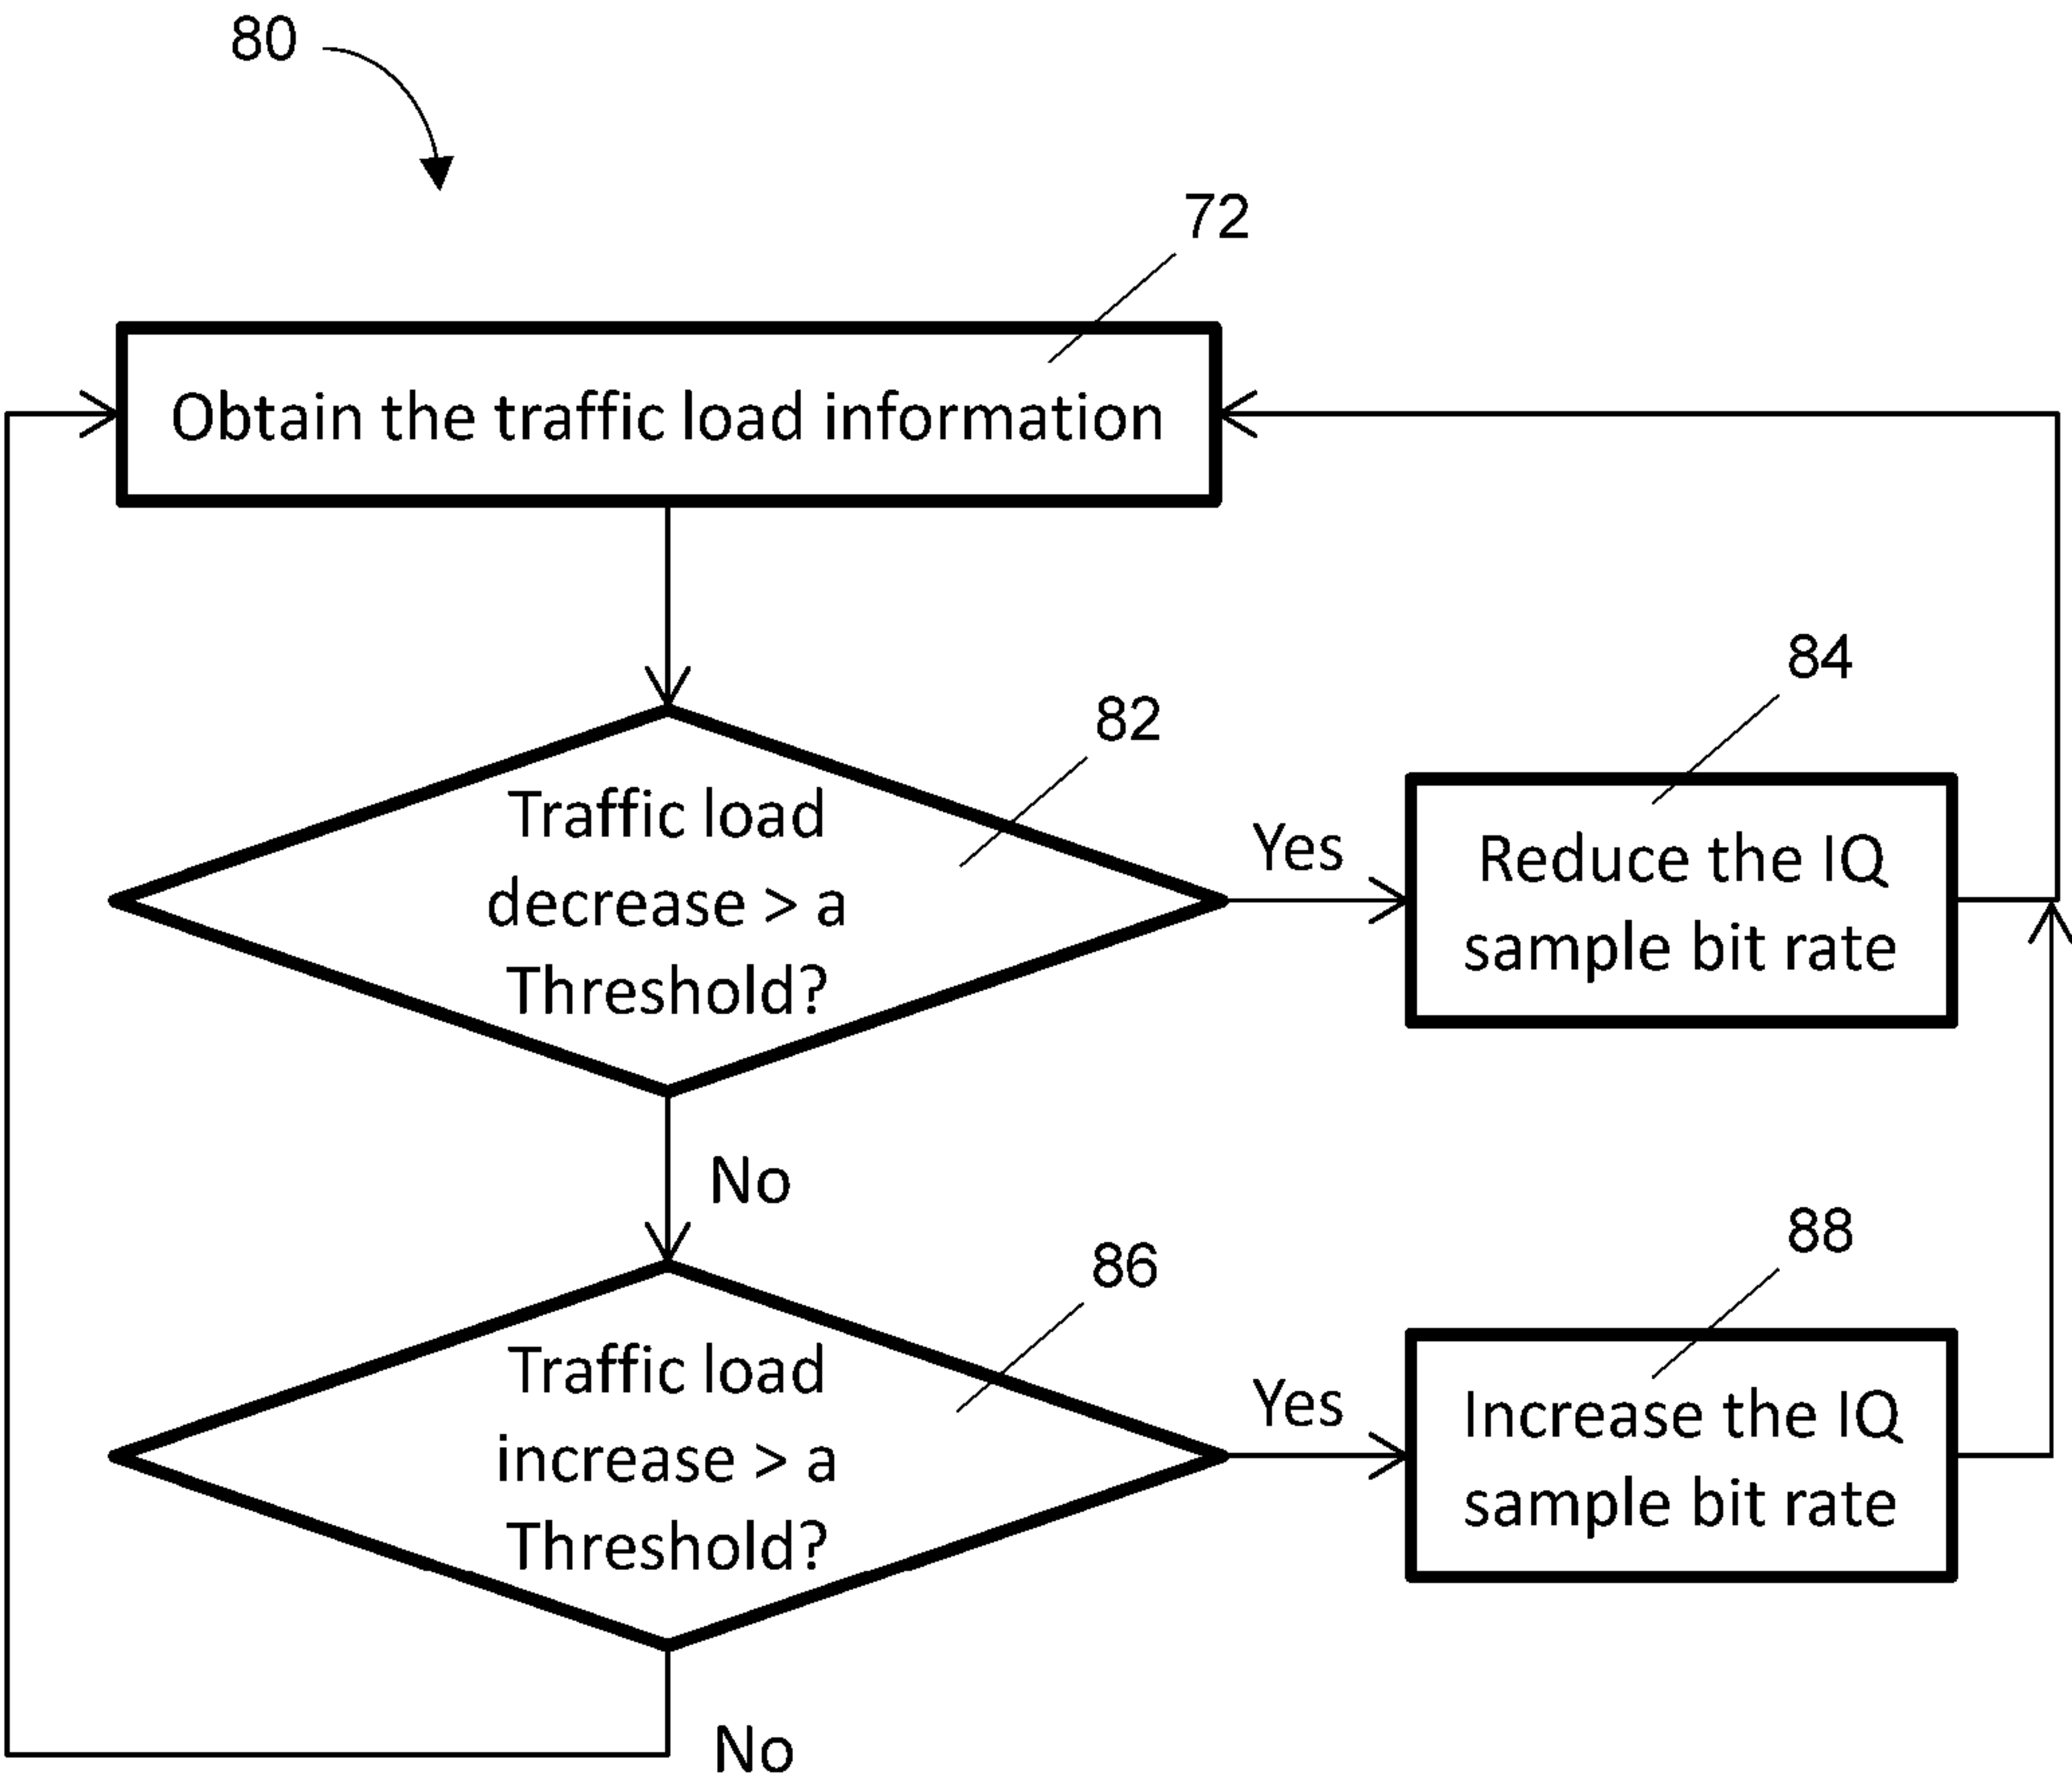 80
72
Obtain the traffic load information
82
Traffic load
decrease > a
Threshold?
Yes
84
Reduce the IQ
sample bit rate
No
86
Traffic load
increase > a
Threshold?
Yes
88
Increase the IQ
sample bit rate
No